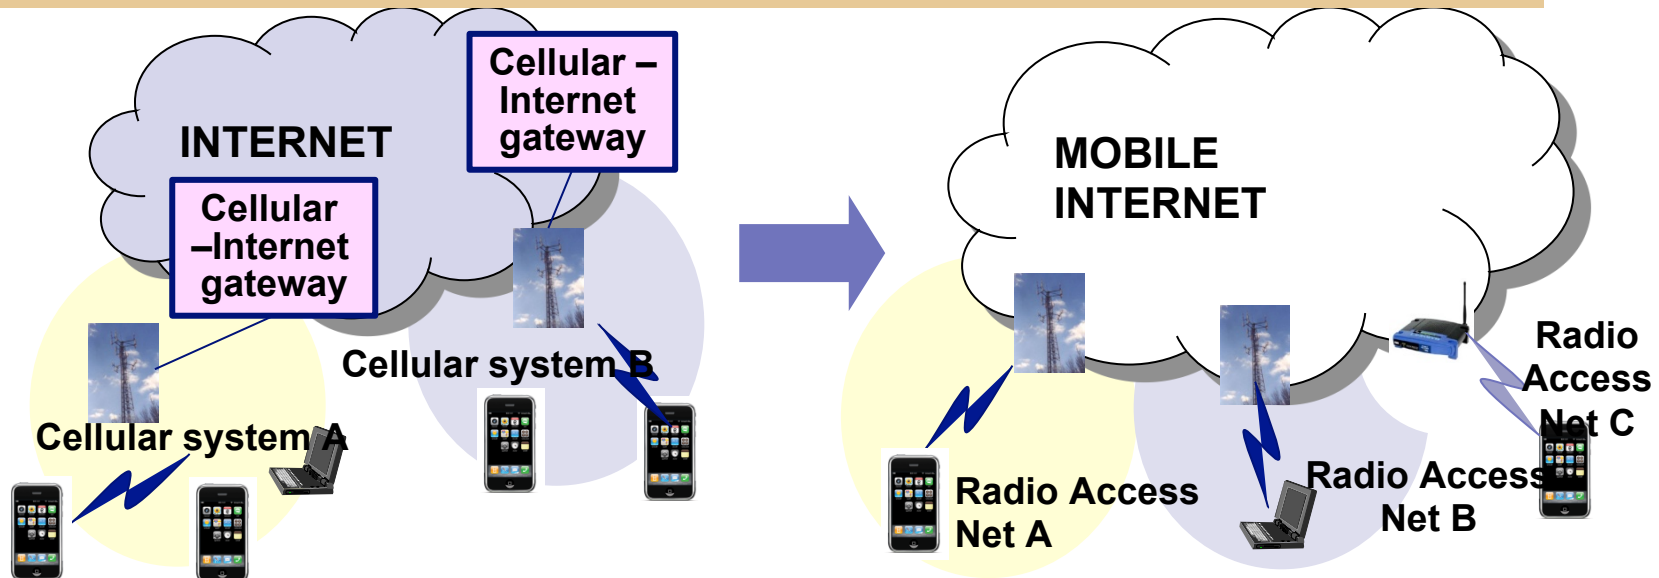 Cellular –
Internet
gateway
INTERNET
Cellular
–Internet
gateway
Cellular system B
Cellular system A
MOBILE
INTERNET
Radio
Access
Net C
Radio Access
Net A
Radio Access
Net B